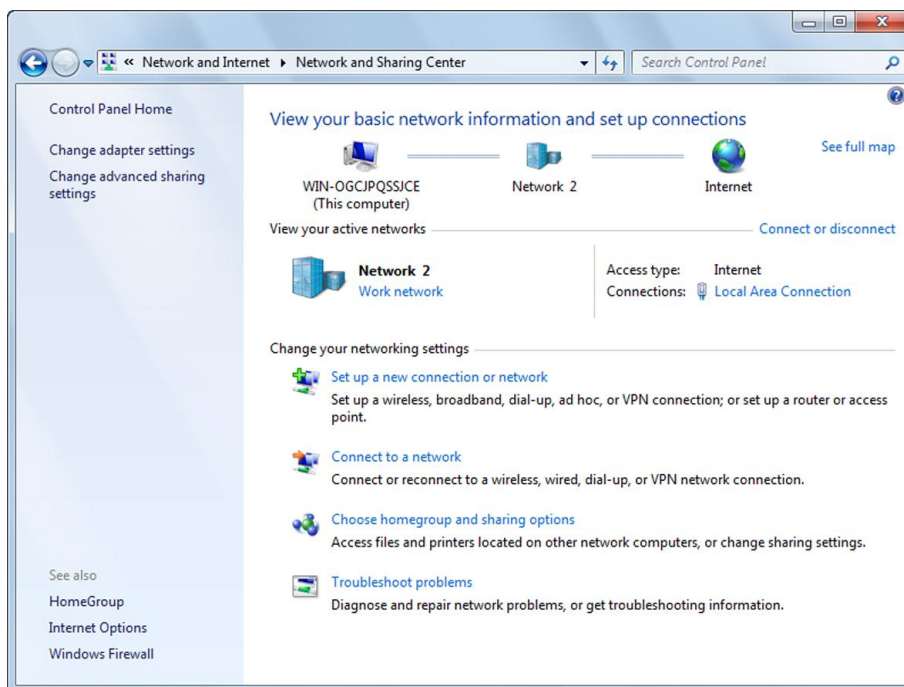 « Network and Internet ▸ Network and Sharing Center
Search Control Panel
Control Panel Home
Change adapter settings
Change advanced sharing
settings
See also
HomeGroup
Internet Options
Windows Firewall
View your basic network information and set up connections
See full map
WIN-OGCJPQSSJCE
(This computer)
Network 2
Internet
View your active networks
Connect or disconnect
Network 2
Work network
Access type: Internet
Connections: Local Area Connection
Change your networking settings
Set up a new connection or network
Set up a wireless, broadband, dial-up, ad hoc, or VPN connection; or set up a router or access
point.
Connect to a network
Connect or reconnect to a wireless, wired, dial-up, or VPN network connection.
Choose homegroup and sharing options
Access files and printers located on other network computers, or change sharing settings.
Troubleshoot problems
Diagnose and repair network problems, or get troubleshooting information.